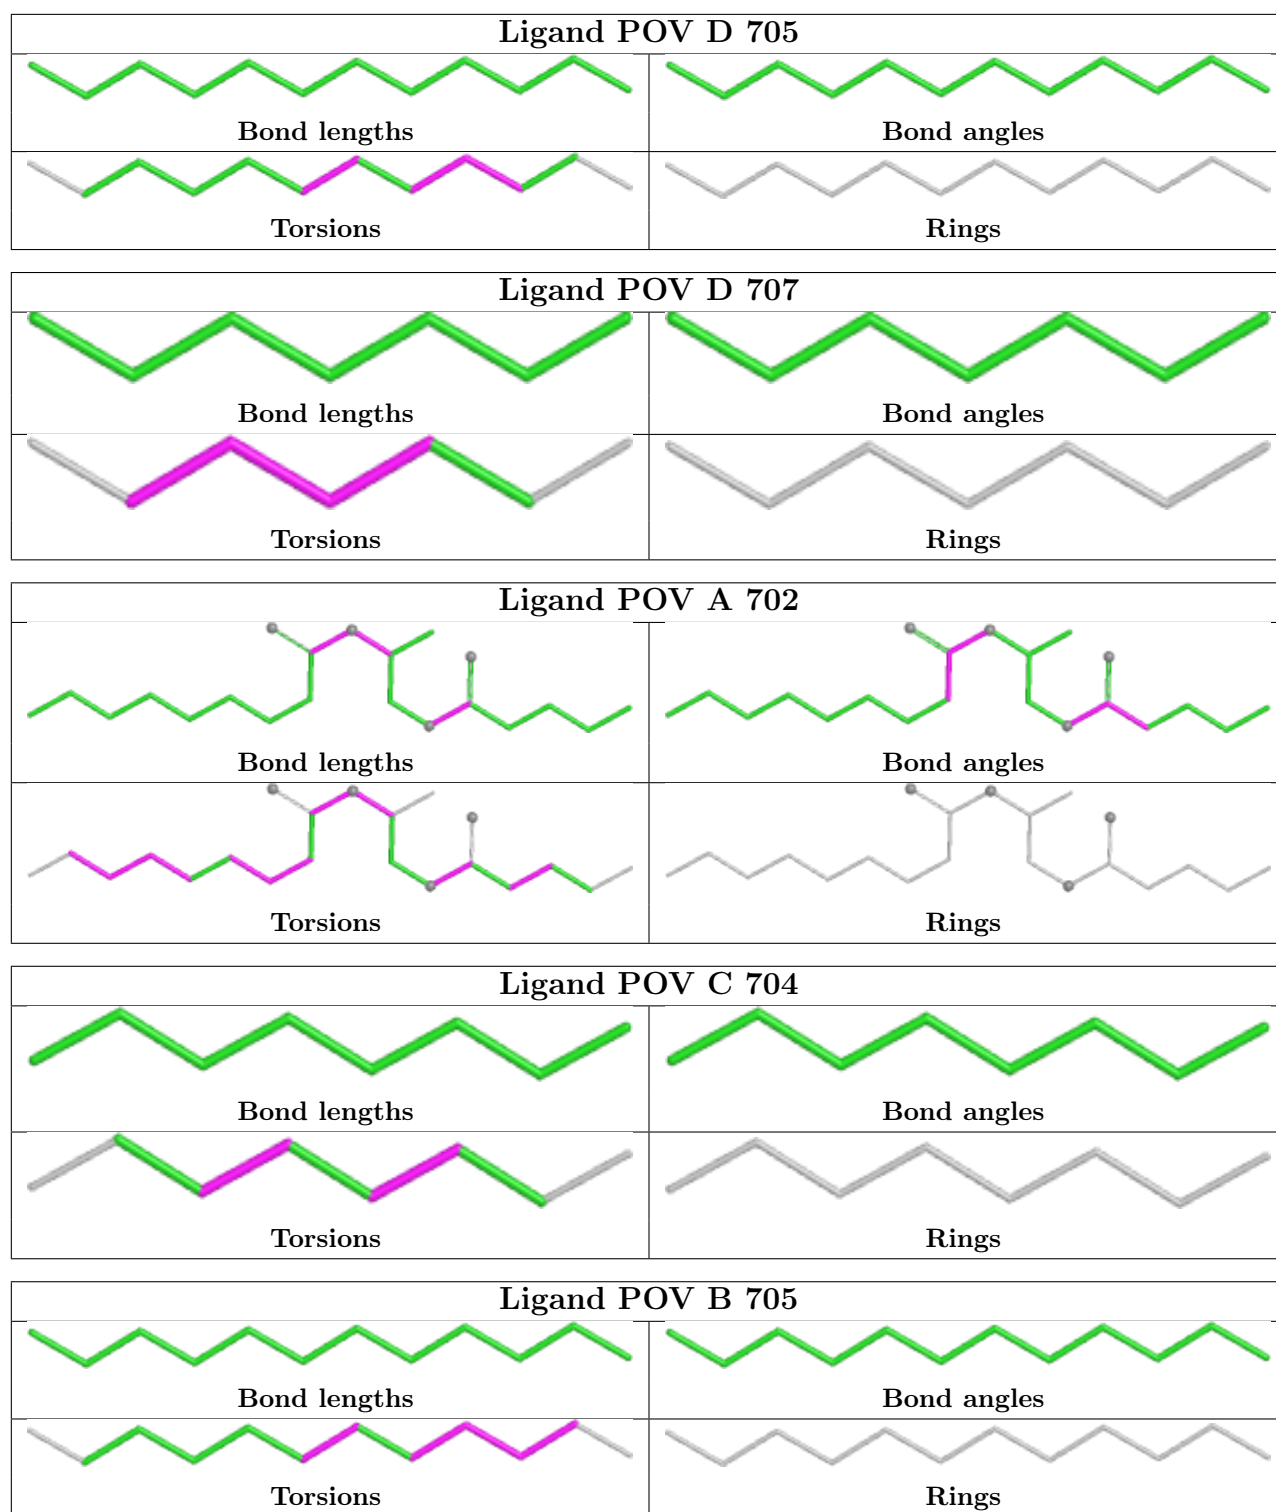 Ligand POV D 705
Bond lengths Bond angles
Torsions Rings
Ligand POV D 707
Bond lengths Bond angles
Torsions Rings
Ligand POV A 702
Bond lengths Bond angles
Torsions Rings
Ligand POV C 704
Bond lengths Bond angles
Torsions Rings
Ligand POV B 705
Bond lengths Bond angles
Torsions Rings